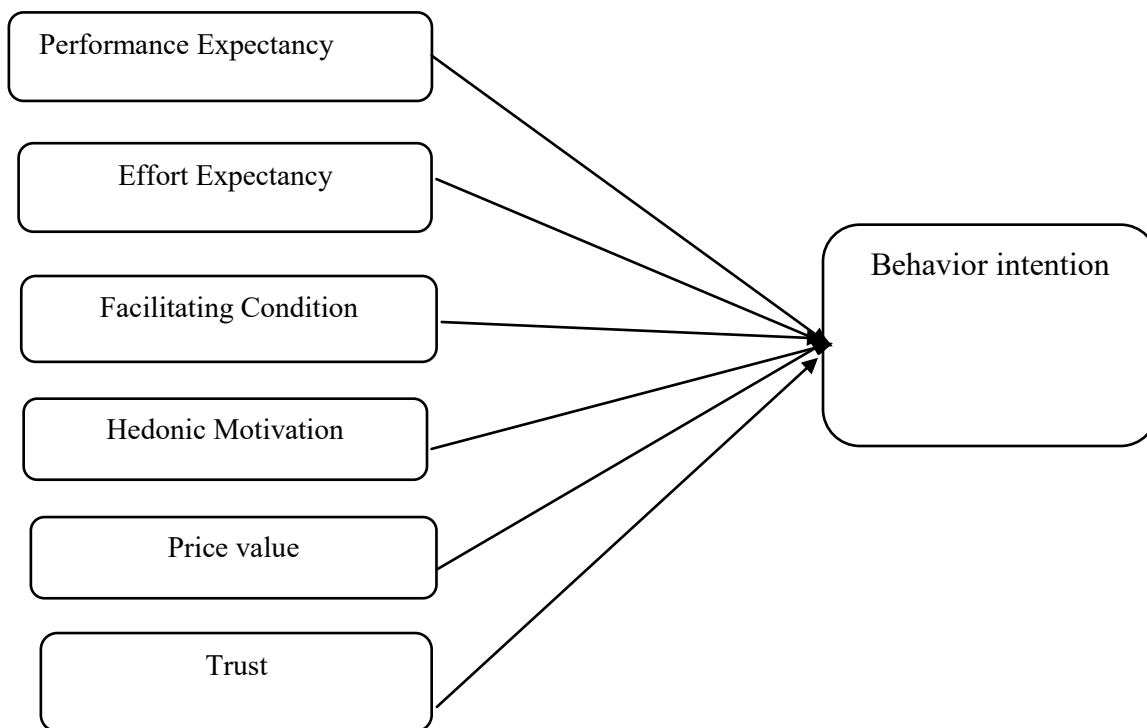 Performance Expectancy
Effort Expectancy
Behavior intention
Facilitating Condition
Hedonic Motivation
Price value
Trust